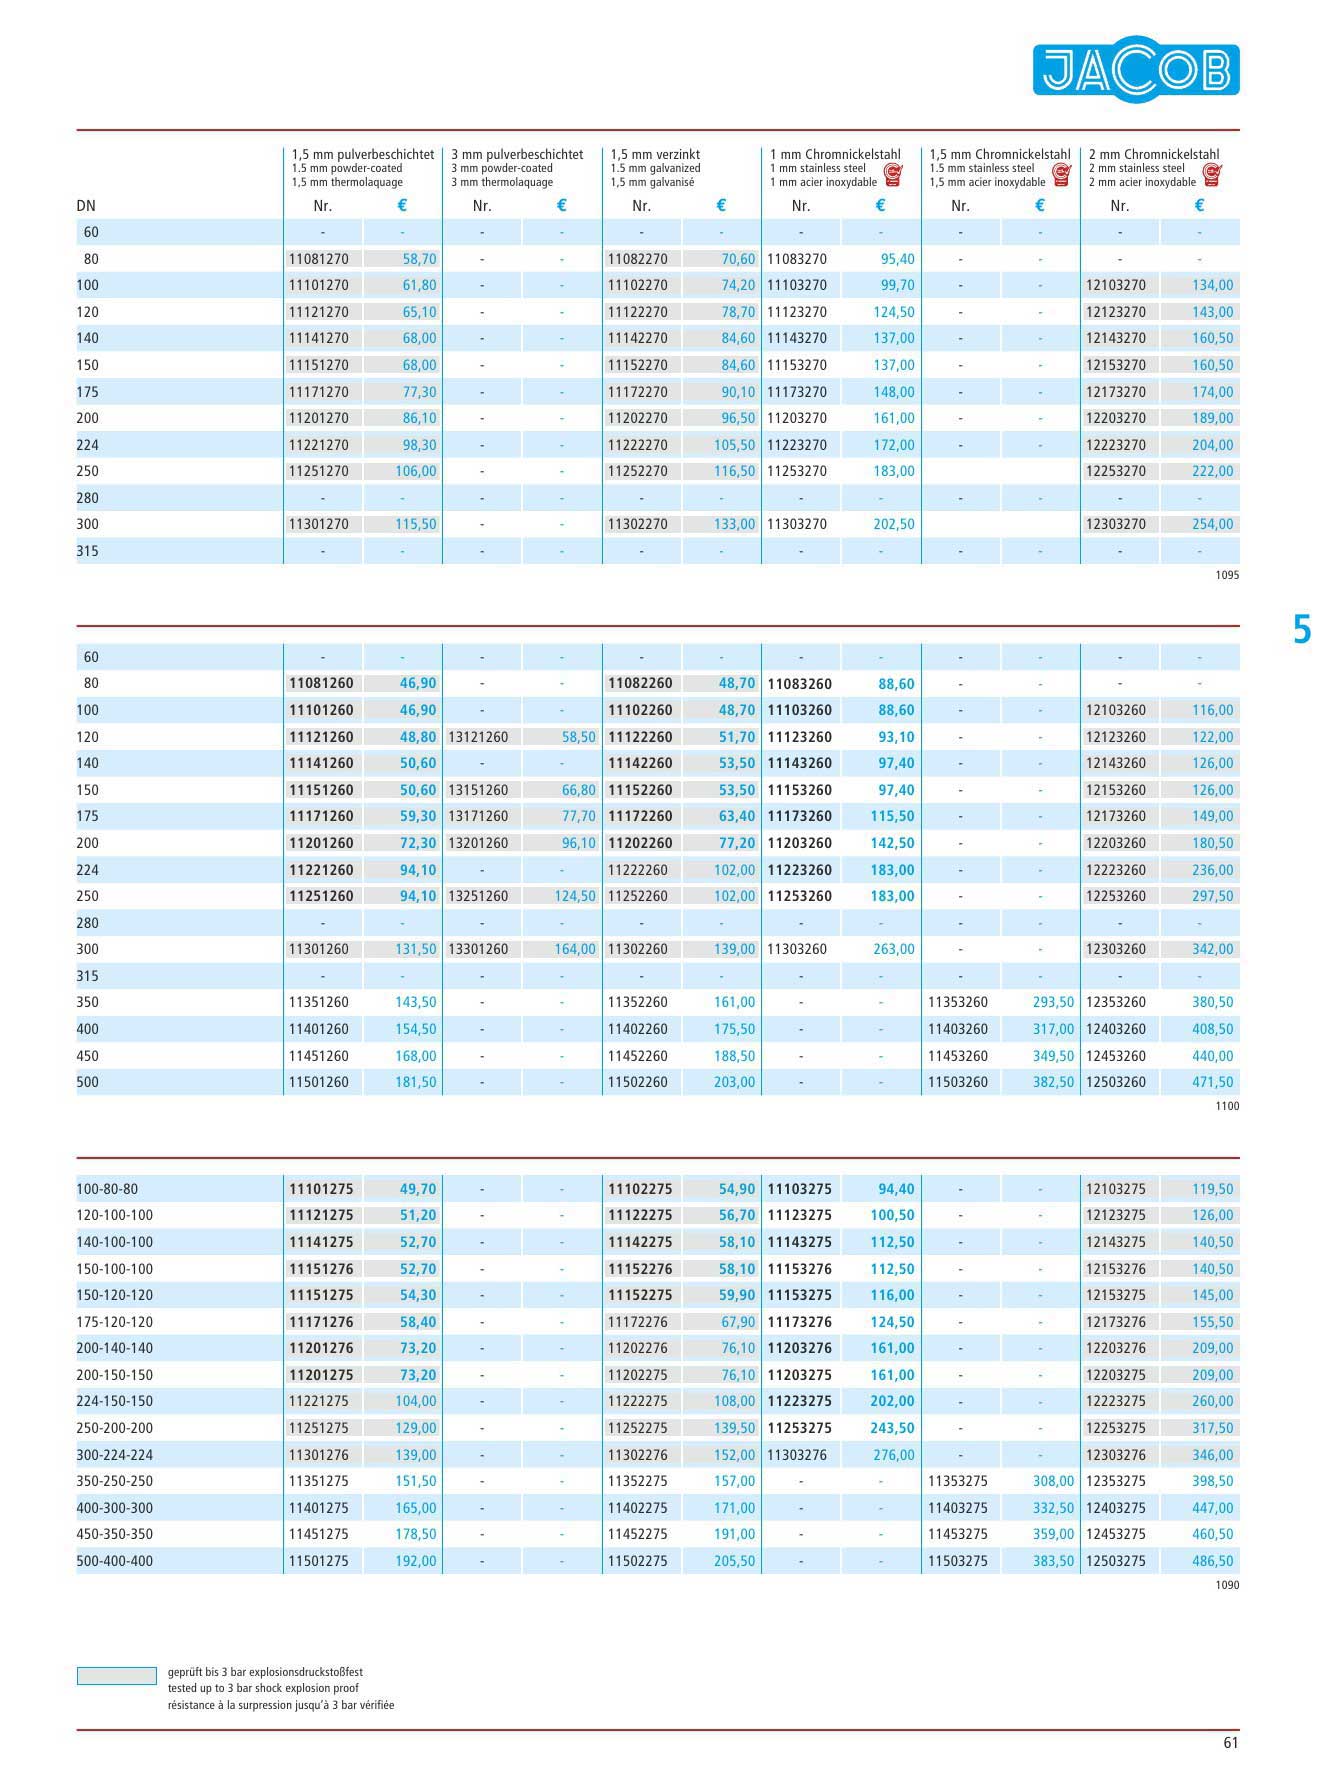 JACOB
1,5 mm pulverbeschichtet 3 mm pulverbeschichtet 1,5 mm verzinkt 1 mm Chromnickelstahl 1,5 mm Chromnickelstahl 2 mm Chromnickelstahl
1.5 mm powder-coated 3 mm powder-coated 1.5 mm galvanized 1 mm stainless steel 1.5 mm stainless steel 2 mm stainless steel
1,5 mm thermolaquage 3 mm thermolaquage 1,5 mm galvanisé 1 mm acier inoxydable 1,5 mm acier inoxydable 2 mm acier inoxydable
DN Nr. € Nr. € Nr. € Nr. € Nr. € Nr. €
60 - - - - - - - - - - - -
80 11081270 58,70 - - 11082270 70,60 11083270 95,40 - - - -
100 11101270 61,80 - - 11102270 74,20 11103270 99,70 - - 12103270 134,00
120 11121270 65,10 - - 11122270 78,70 11123270 124,50 - - 12123270 143,00
140 11141270 68,00 - - 11142270 84,60 11143270 137,00 - - 12143270 160,50
150 11151270 68,00 - - 11152270 84,60 11153270 137,00 - - 12153270 160,50
175 11171270 77,30 - - 11172270 90,10 11173270 148,00 - - 12173270 174,00
200 11201270 86,10 - - 11202270 96,50 11203270 161,00 - - 12203270 189,00
224 11221270 98,30 - - 11222270 105,50 11223270 172,00 - - 12223270 204,00
250 11251270 106,00 - - 11252270 116,50 11253270 183,00 12253270 222,00
280 - - - - - - - - - - - -
300 11301270 115,50 - - 11302270 133,00 11303270 202,50 12303270 254,00
315 - - - - - - - - - - - -
1095
5
60 - - - - - - - - - - - -
80 11081260 46,90 - - 11082260 48,70 11083260 88,60 - - - -
100 11101260 46,90 - - 11102260 48,70 11103260 88,60 - - 12103260 116,00
120 11121260 48,80 13121260 58,50 11122260 51,70 11123260 93,10 - - 12123260 122,00
140 11141260 50,60 - - 11142260 53,50 11143260 97,40 - - 12143260 126,00
150 11151260 50,60 13151260 66,80 11152260 53,50 11153260 97,40 - - 12153260 126,00
175 11171260 59,30 13171260 77,70 11172260 63,40 11173260 115,50 - - 12173260 149,00
200 11201260 72,30 13201260 96,10 11202260 77,20 11203260 142,50 - - 12203260 180,50
224 11221260 94,10 - - 11222260 102,00 11223260 183,00 - - 12223260 236,00
250 11251260 94,10 13251260 124,50 11252260 102,00 11253260 183,00 - - 12253260 297,50
280 - - - - - - - - - - - -
300 11301260 131,50 13301260 164,00 11302260 139,00 11303260 263,00 - - 12303260 342,00
315 - - - - - - - - - - - -
350 11351260 143,50 - - 11352260 161,00 - - 11353260 293,50 12353260 380,50
400 11401260 154,50 - - 11402260 175,50 - - 11403260 317,00 12403260 408,50
450 11451260 168,00 - - 11452260 188,50 - - 11453260 349,50 12453260 440,00
500 11501260 181,50 - - 11502260 203,00 - - 11503260 382,50 12503260 471,50
1100
100-80-80 11101275 49,70 - - 11102275 54,90 11103275 94,40 - - 12103275 119,50
120-100-100 11121275 51,20 - - 11122275 56,70 11123275 100,50 - - 12123275 126,00
140-100-100 11141275 52,70 - - 11142275 58,10 11143275 112,50 - - 12143275 140,50
150-100-100 11151276 52,70 - - 11152276 58,10 11153276 112,50 - - 12153276 140,50
150-120-120 11151275 54,30 - - 11152275 59,90 11153275 116,00 - - 12153275 145,00
175-120-120 11171276 58,40 - - 11172276 67,90 11173276 124,50 - - 12173276 155,50
200-140-140 11201276 73,20 - - 11202276 76,10 11203276 161,00 - - 12203276 209,00
200-150-150 11201275 73,20 - - 11202275 76,10 11203275 161,00 - - 12203275 209,00
224-150-150 11221275 104,00 - - 11222275 108,00 11223275 202,00 - - 12223275 260,00
250-200-200 11251275 129,00 - - 11252275 139,50 11253275 243,50 - - 12253275 317,50
300-224-224 11301276 139,00 - - 11302276 152,00 11303276 276,00 - - 12303276 346,00
350-250-250 11351275 151,50 - - 11352275 157,00 - - 11353275 308,00 12353275 398,50
400-300-300 11401275 165,00 - - 11402275 171,00 - - 11403275 332,50 12403275 447,00
450-350-350 11451275 178,50 - - 11452275 191,00 - - 11453275 359,00 12453275 460,50
500-400-400 11501275 192,00 - - 11502275 205,50 - - 11503275 383,50 12503275 486,50
1090
geprüft bis 3 bar explosionsdruckstoßfest
tested up to 3 bar shock explosion proof
résistance à la surpression jusqu'à 3 bar vérifiée
61